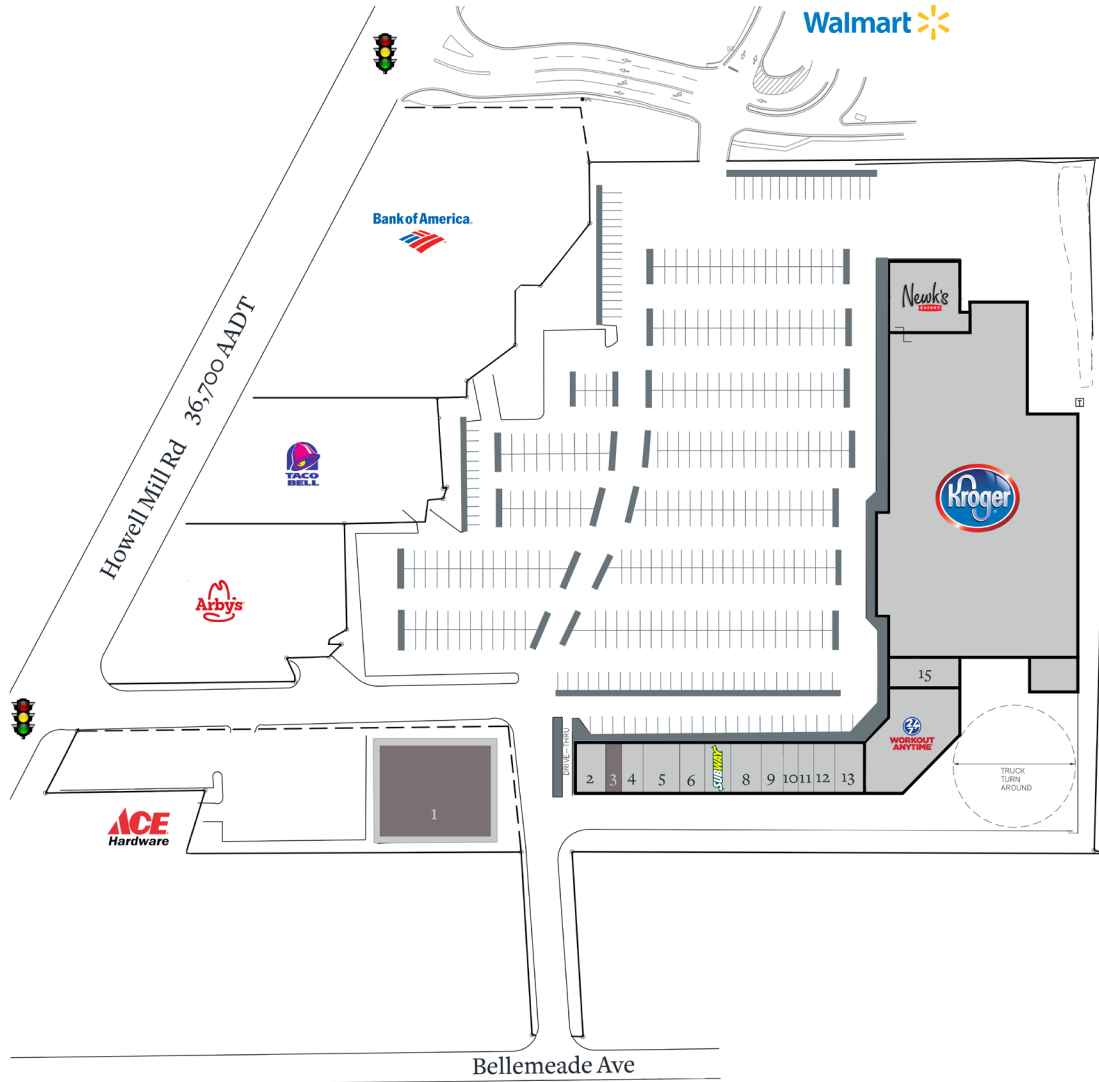 Walmart
Bank of America
Newk's
EATERY
Howell Mill Rd 36,700 AADT
T
TACO
BELL
Kroger
Arby's
15
24
7
WORKOUT
ANYTIME
DRIVE-THRU
2
3
4
5
6
SUBWAY
8
9
10
11
12
13
TRUCK
TURN
AROUND
1
ACE
Hardware
Bellemeade Ave